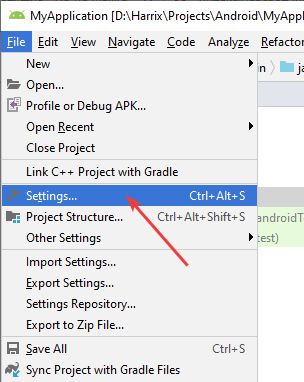 MyApplication [D:\Harrix\Projects\Android\MyAppl
File Edit View Navigate Code Analyze Refactor
New
Open...
Profile or Debug APK...
Open Recent
Close Project
Link C++ Project with Gradle
Settings... Ctrl+Alt+S
Project Structure... Ctrl+Alt+Shift+S
androidT
Other Settings
test)
Import Settings...
Export Settings...
Settings Repository...
Export to Zip File...
Save All Ctrl+S
Sync Project with Gradle Files